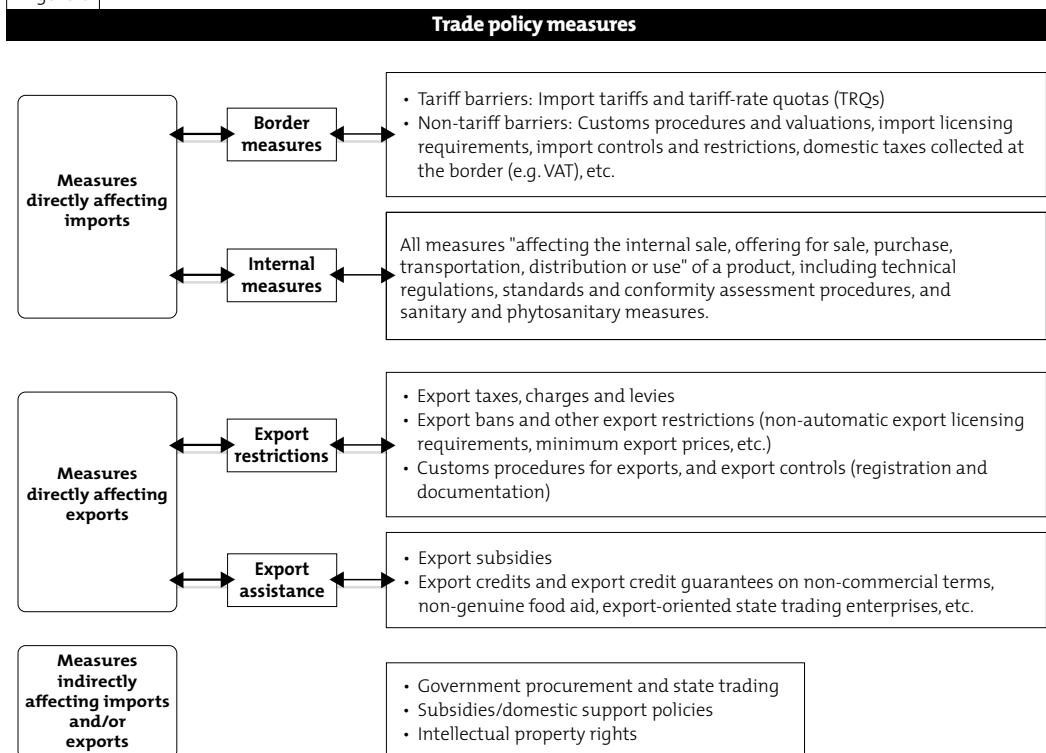 Trade policy measures
Measures
directly affecting
imports
Border
measures
• Tariff barriers: Import tariffs and tariff-rate quotas (TRQs)
• Non-tariff barriers: Customs procedures and valuations, import licensing
requirements, import controls and restrictions, domestic taxes collected at
the border (e.g. VAT), etc.
Internal
measures
All measures "affecting the internal sale, offering for sale, purchase,
transportation, distribution or use" of a product, including technical
regulations, standards and conformity assessment procedures, and
sanitary and phytosanitary measures.
Measures
directly affecting
exports
Export
restrictions
• Export taxes, charges and levies
• Export bans and other export restrictions (non-automatic export licensing
requirements, minimum export prices, etc.)
• Customs procedures for exports, and export controls (registration and
documentation)
Export
assistance
• Export subsidies
• Export credits and export credit guarantees on non-commercial terms,
non-genuine food aid, export-oriented state trading enterprises, etc.
Measures
indirectly
affecting imports
and/or
exports
• Government procurement and state trading
• Subsidies/domestic support policies
• Intellectual property rights